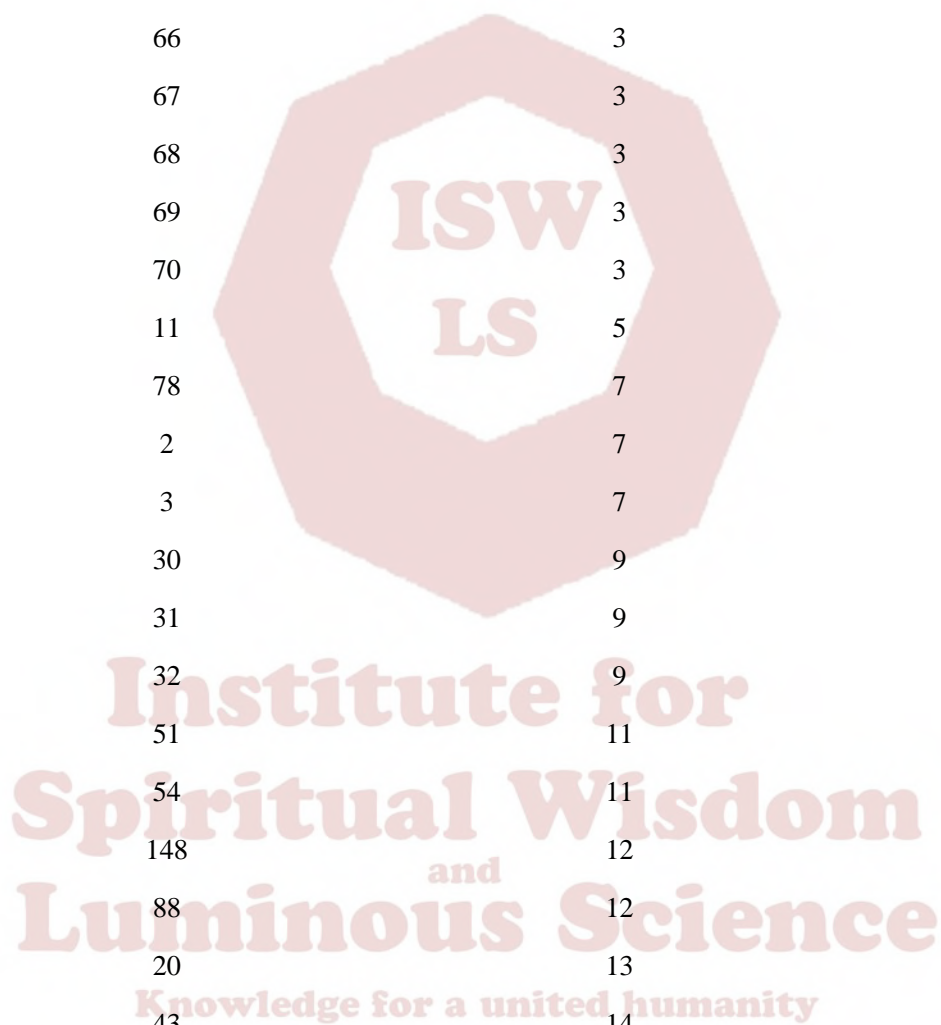 66 3
67 3
68 3
ISW
69 3
70 3
LS
11 5
78 7
2 7
3 7
30 9
31 9
Institute for
32 9
51 11
Spiritual Wisdom
54 11
148 12
and
Luminous Science
88 12
20 13
Knowledge for a united humanity
43 14